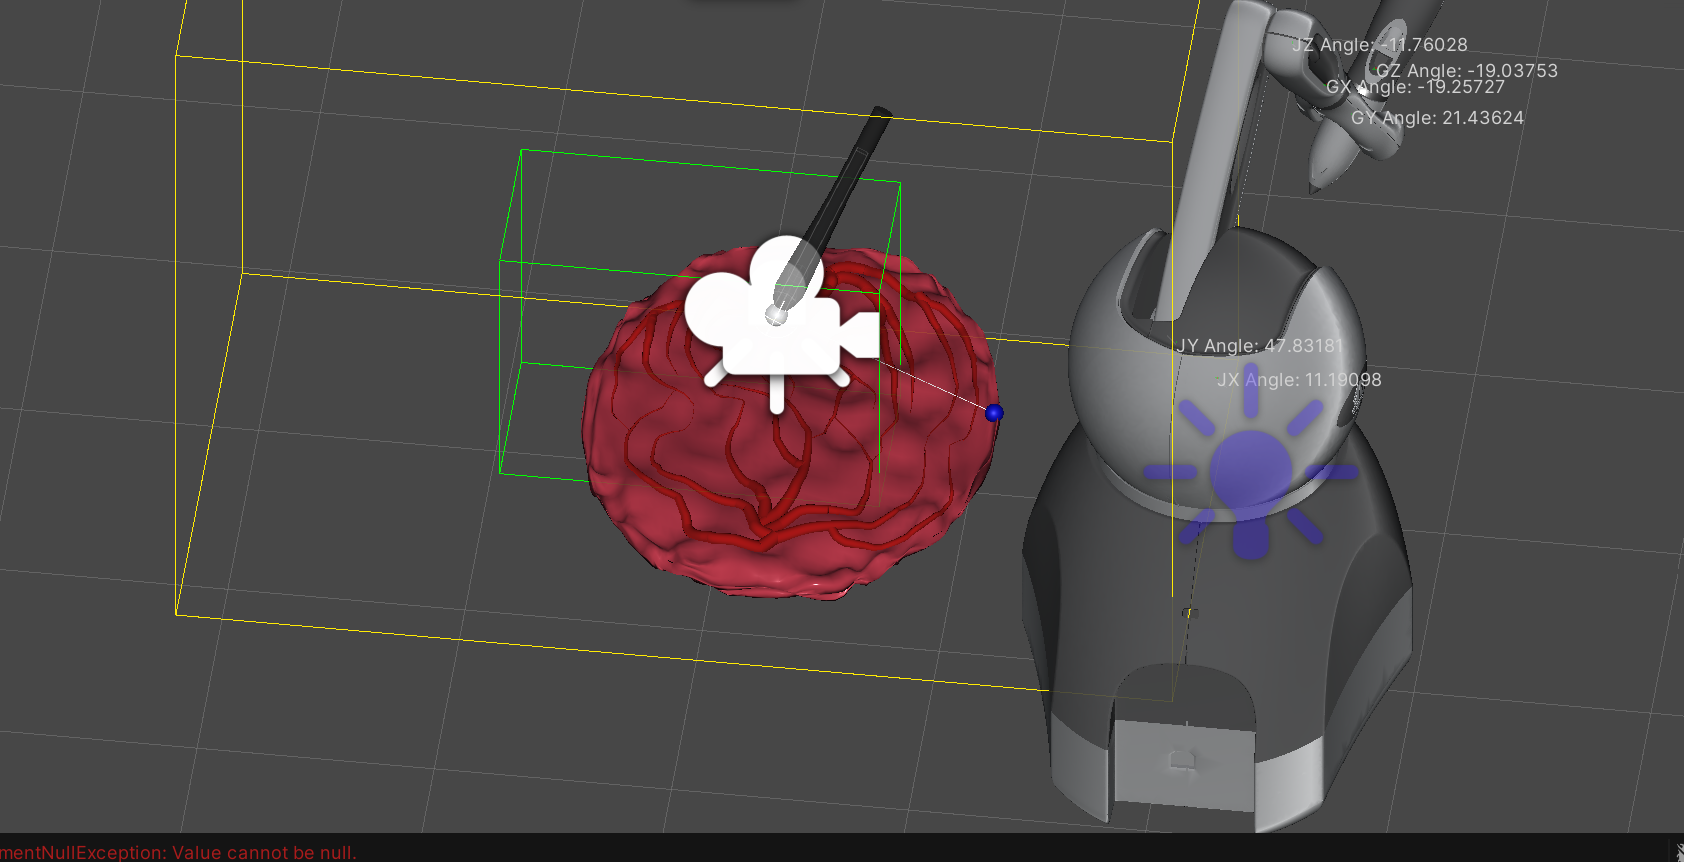 JZ Angle: -11.76028
GZ Angle: -19.03753
GX Angle: -19.25727
GY Angle: 21.43624
JY Angle: 47.83181
JX Angle: 11.19098
mentNullException: Value cannot be null.